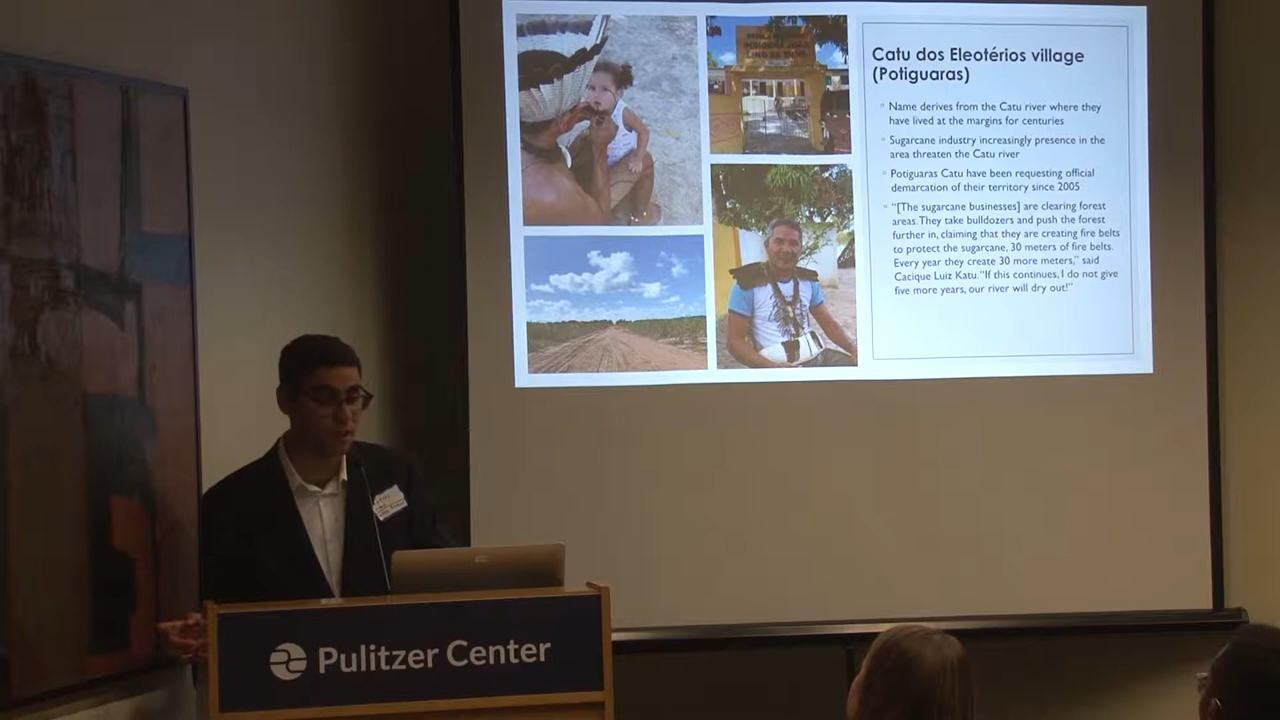 Catu dos Eleotérios village
(Potiguaras)
Name derives from the Catu river where they
have lived at the margins for centuries
Sugarcane industry increasingly presence in the
area threaten the Catu river
Potiguaras Catu have been requesting official
demarcation of their territory since 2005
"[The sugarcane businesses] are clearing forest
areas. They take bulldozers and push the forest
further in, claiming that they are creating fire belts
to protect the sugarcane, 30 meters of fire belts.
Every year they create 30 more meters," said
Cacique Luiz Katu. "If this continues, I do not give
five more years, our river will dry out!"
Pulitzer Center